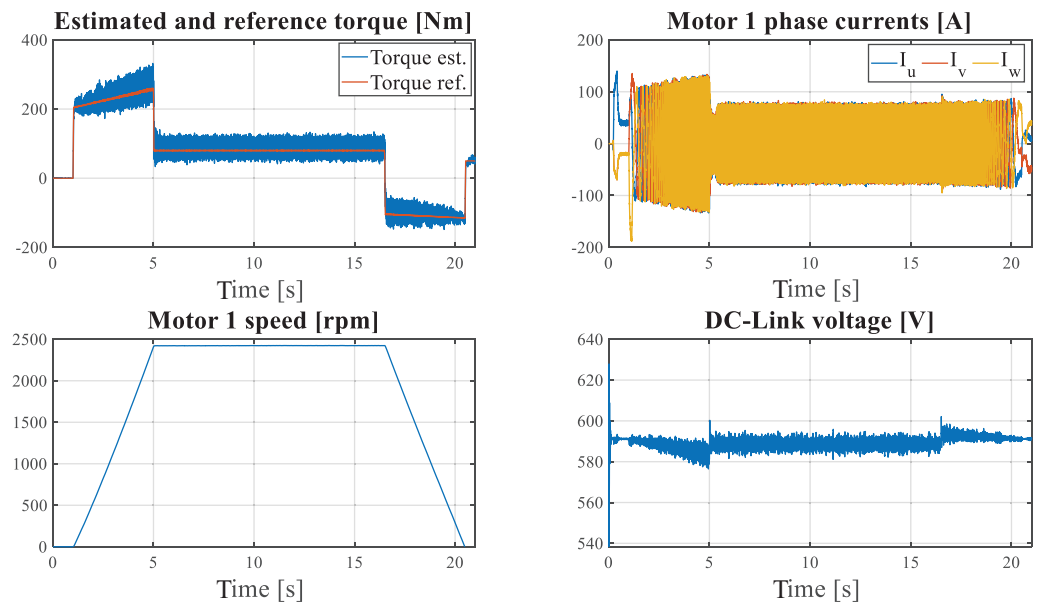 Estimated and reference torque [Nm]
400
200
0
-200
Torque est.
Torque ref.
0 5 10 15 20
Time [s]
Motor 1 phase currents [A]
200
100
0
-100
-200
I_u I_v I_w
0 5 10 15 20
Time [s]
Motor 1 speed [rpm]
2500
2000
1500
1000
500
0
0 5 10 15 20
Time [s]
DC-Link voltage [V]
640
620
600
580
560
540
0 5 10 15 20
Time [s]